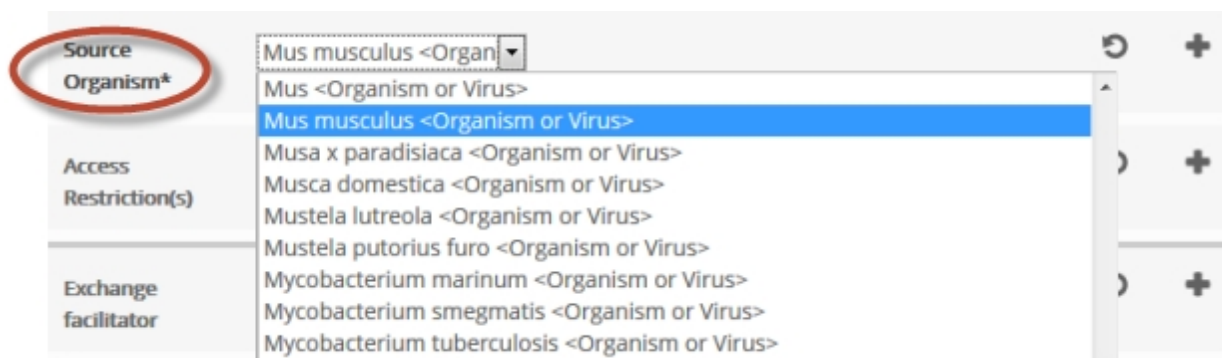 Source
Organism*
Mus musculus <Organ
Mus <Organism or Virus>
Mus musculus <Organism or Virus>
Musa x paradisiaca <Organism or Virus>
Musca domestica <Organism or Virus>
Mustela lutreola <Organism or Virus>
Mustela putorius furo <Organism or Virus>
Mycobacterium marinum <Organism or Virus>
Mycobacterium smegmatis <Organism or Virus>
Mycobacterium tuberculosis <Organism or Virus>
Access
Restriction(s)
Exchange
facilitator